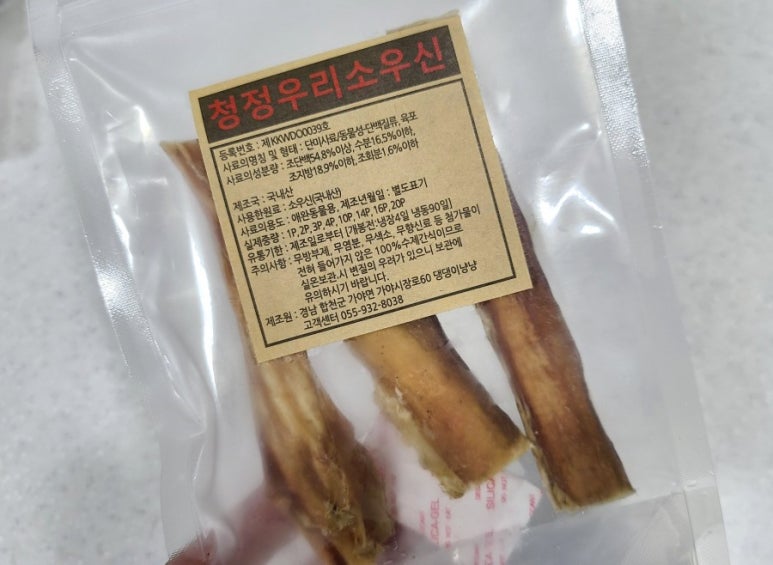 청정우리소우신
등록번호 : 제KKWDO0039호
사료의명칭 및 형태 : 단미사료/동물성 단백질류, 육포
사료의성분량 : 조단백54.8%이상, 수분16.5%이하,
조지방18.9%이하, 조회분1.6%이하
제조국 : 국내산
사용한원료 : 소우신(국내산)
사료의용도 : 애완동물용, 제조년월일 : 별도표기
실제중량 : 1P,2P,3P,4P,10P,14P,16P,20P
유통기한 : 제조일로부터 [개봉전:냉장4일 냉동90일]
주의사항 : 무방부제, 무염분, 무색소, 무향신료 등 첨가물이
전혀 들어가지 않은 100%수제간식이므로
실온보관.시 변질의 우려가 있으니 보관에
유의하시기 바랍니다.
제조원 : 경남 합천군 가야면 가야시장로60 댕댕이냥냥
고객센터 055-932-8038
SILICA-GEL